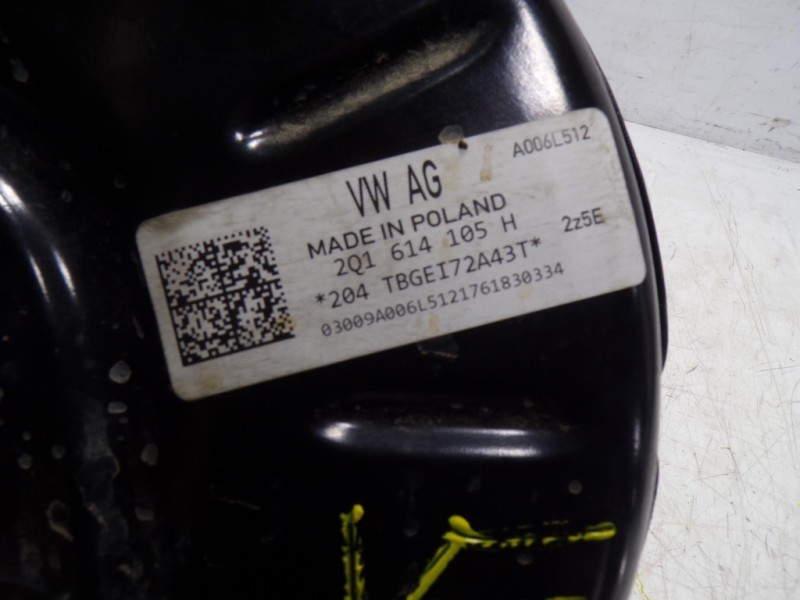 A006L512
VW AG
MADE IN POLAND
2Q1 614 105 H 2z5E
*204 TBGEI72A43T*
03009A006L5121761830334